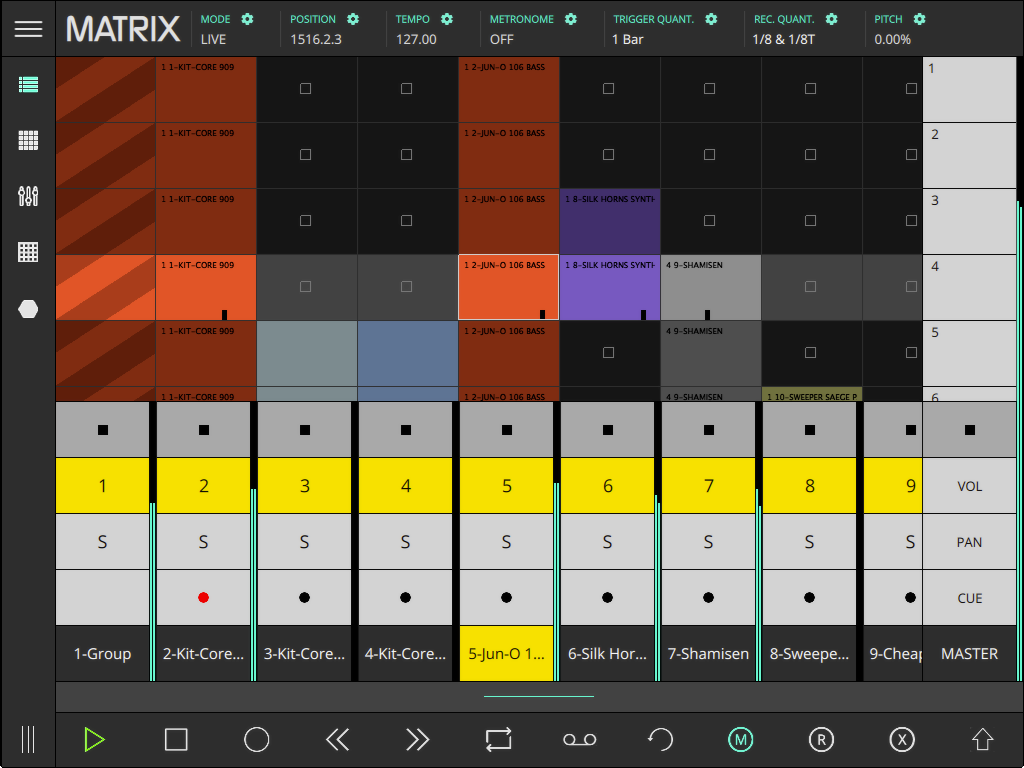 MATRIX
MODE POSITION TEMPO METRONOME TRIGGER QUANT. REC. QUANT. PITCH
LIVE 1516.2.3 127.00 OFF 1 Bar 1/8 & 1/8T 0.00%
1 1-KIT-CORE 909 1 2-JUN-O 106 BASS 1
1 1-KIT-CORE 909 1 2-JUN-O 106 BASS 2
1 1-KIT-CORE 909 1 2-JUN-O 106 BASS 1 8-SILK HORNS SYNTH 3
1 1-KIT-CORE 909 1 2-JUN-O 106 BASS 1 8-SILK HORNS SYNTH 4 9-SHAMISEN 4
1 1-KIT-CORE 909 1 2-JUN-O 106 BASS 4 9-SHAMISEN 5
1 1-KIT-CORE 909 1 2-JUN-O 106 BASS 4 9-SHAMISEN 1 10-SWEEPER SAEGE P 6
1 2 3 4 5 6 7 8 9 VOL
S S S S S S S S S PAN
CUE
1-Group 2-Kit-Core... 3-Kit-Core... 4-Kit-Core... 5-Jun-O 1... 6-Silk Hor... 7-Shamisen 8-Sweepe... 9-Cheap MASTER
M R X